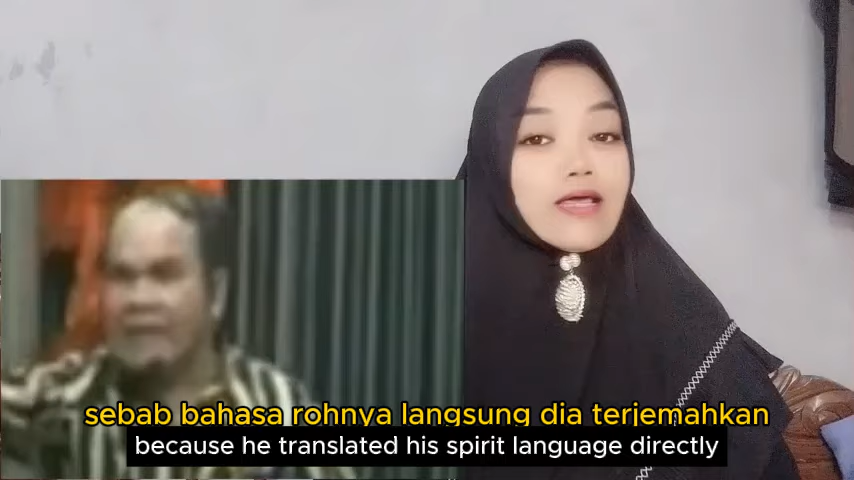 sebab bahasa rohnya langsung dia terjemahkan
because he translated his spirit language directly